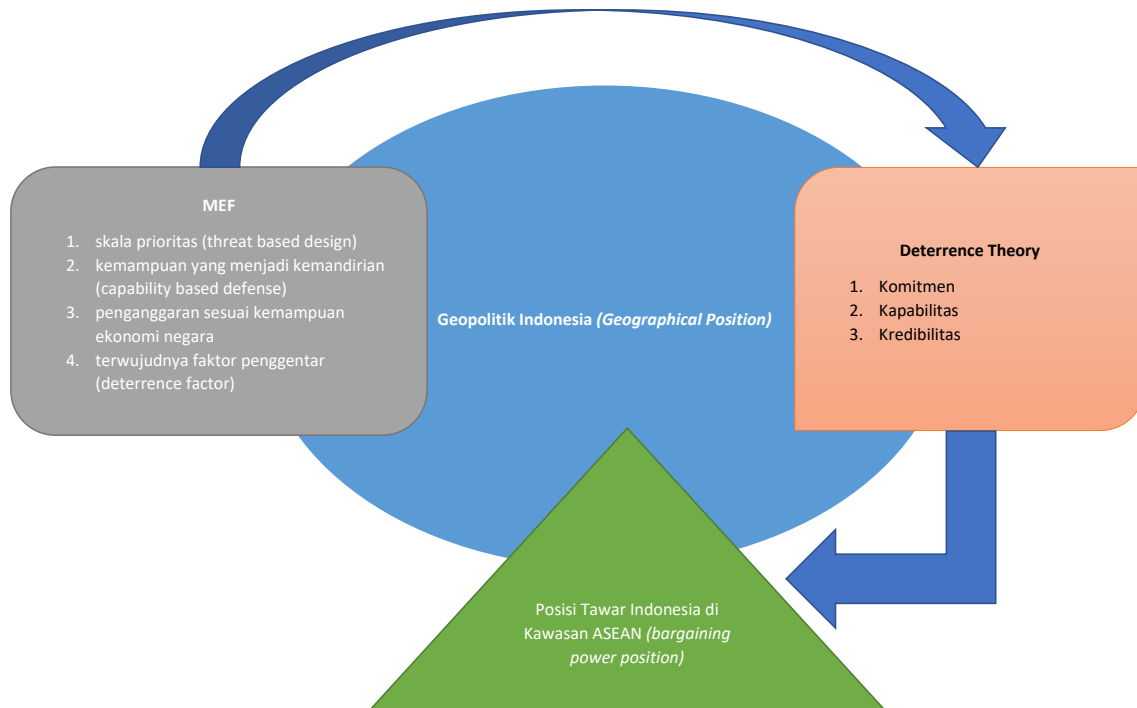 MEF
1. skala prioritas (threat based design)
2. kemampuan yang menjadi kemandirian
(capability based defense)
3. penganggaran sesuai kemampuan
ekonomi negara
4. terwujudnya faktor penggentar
(deterrence factor)
Geopolitik Indonesia (Geographical Position)
Deterrence Theory
1. Komitmen
2. Kapabilitas
3. Kredibilitas
Posisi Tawar Indonesia di
Kawasan ASEAN (bargaining
power position)